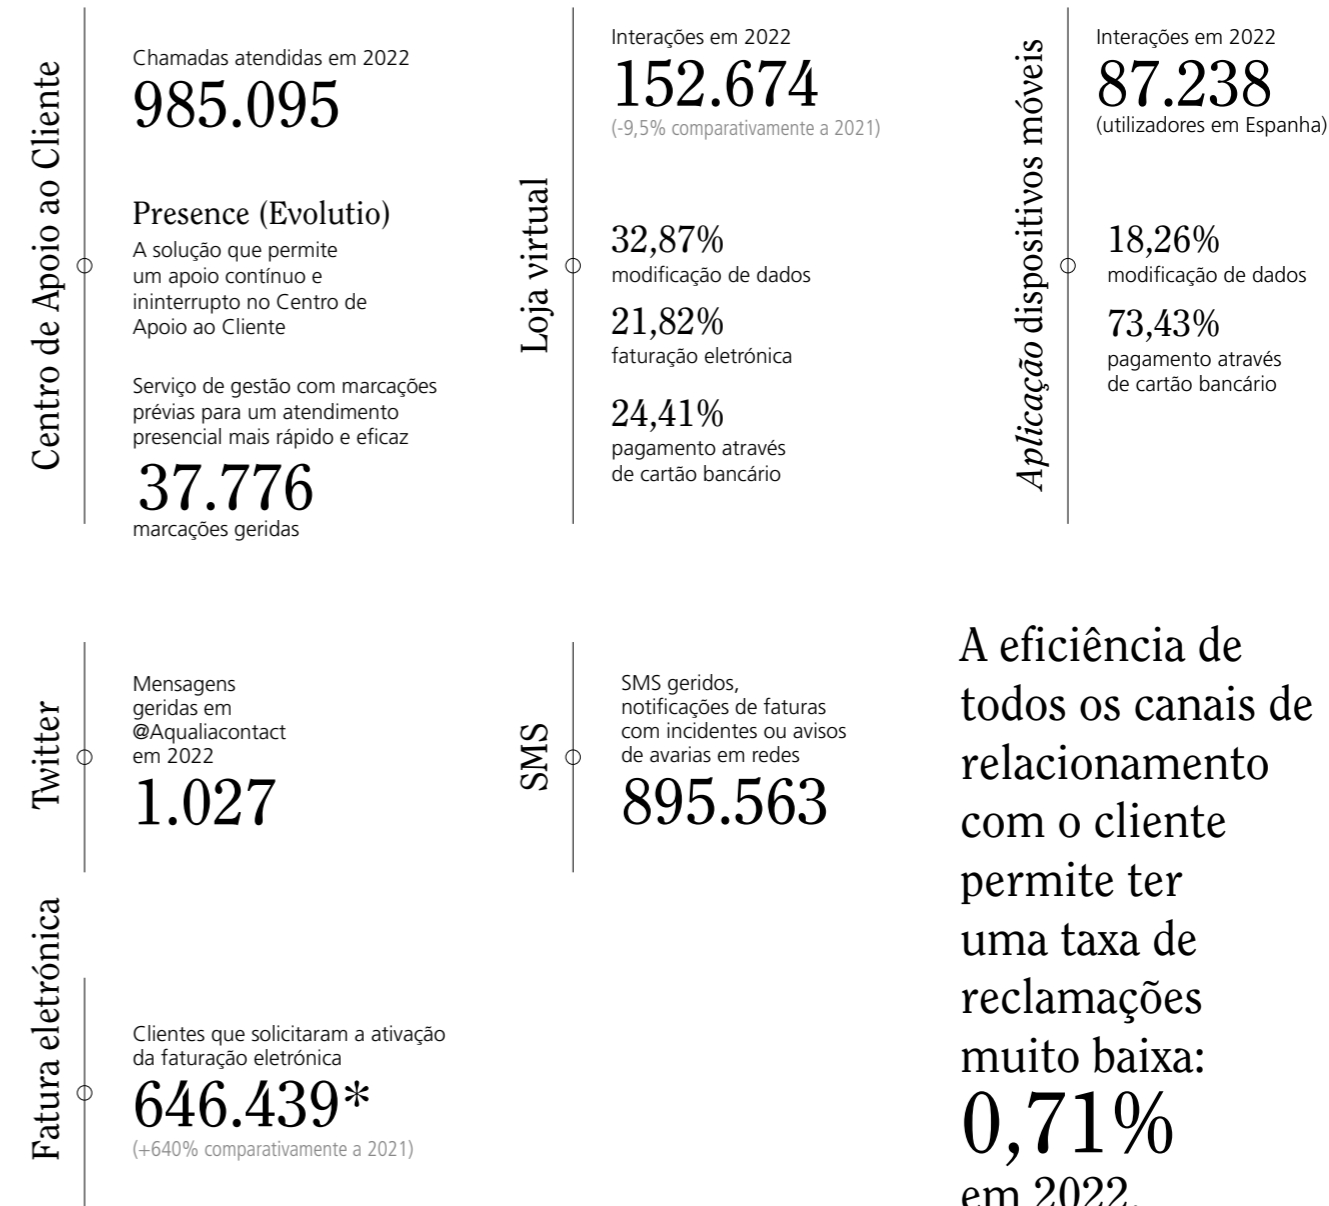 Centro de Apoio ao Cliente
Chamadas atendidas em 2022
985.095
Presence (Evolutio)
A solução que permite
um apoio contínuo e
ininterrupto no Centro de
Apoio ao Cliente
Serviço de gestão com marcações
prévias para um atendimento
presencial mais rápido e eficaz
37.776
marcações geridas
Loja virtual
Interações em 2022
152.674
(-9,5% comparativamente a 2021)
32,87%
modificação de dados
21,82%
faturação eletrónica
24,41%
pagamento através
de cartão bancário
Aplicação dispositivos móveis
Interações em 2022
87.238
(utilizadores em Espanha)
18,26%
modificação de dados
73,43%
pagamento através
de cartão bancário
Twitter
Mensagens
geridas em
@Aqualiacontact
em 2022
1.027
SMS
SMS geridos,
notificações de faturas
com incidentes ou avisos
de avarias em redes
895.563
Fatura eletrónica
Clientes que solicitaram a ativação
da faturação eletrónica
646.439*
(+640% comparativamente a 2021)
A eficiência de
todos os canais de
relacionamento
com o cliente
permite ter
uma taxa de
reclamações
muito baixa:
0,71%
em 2022.